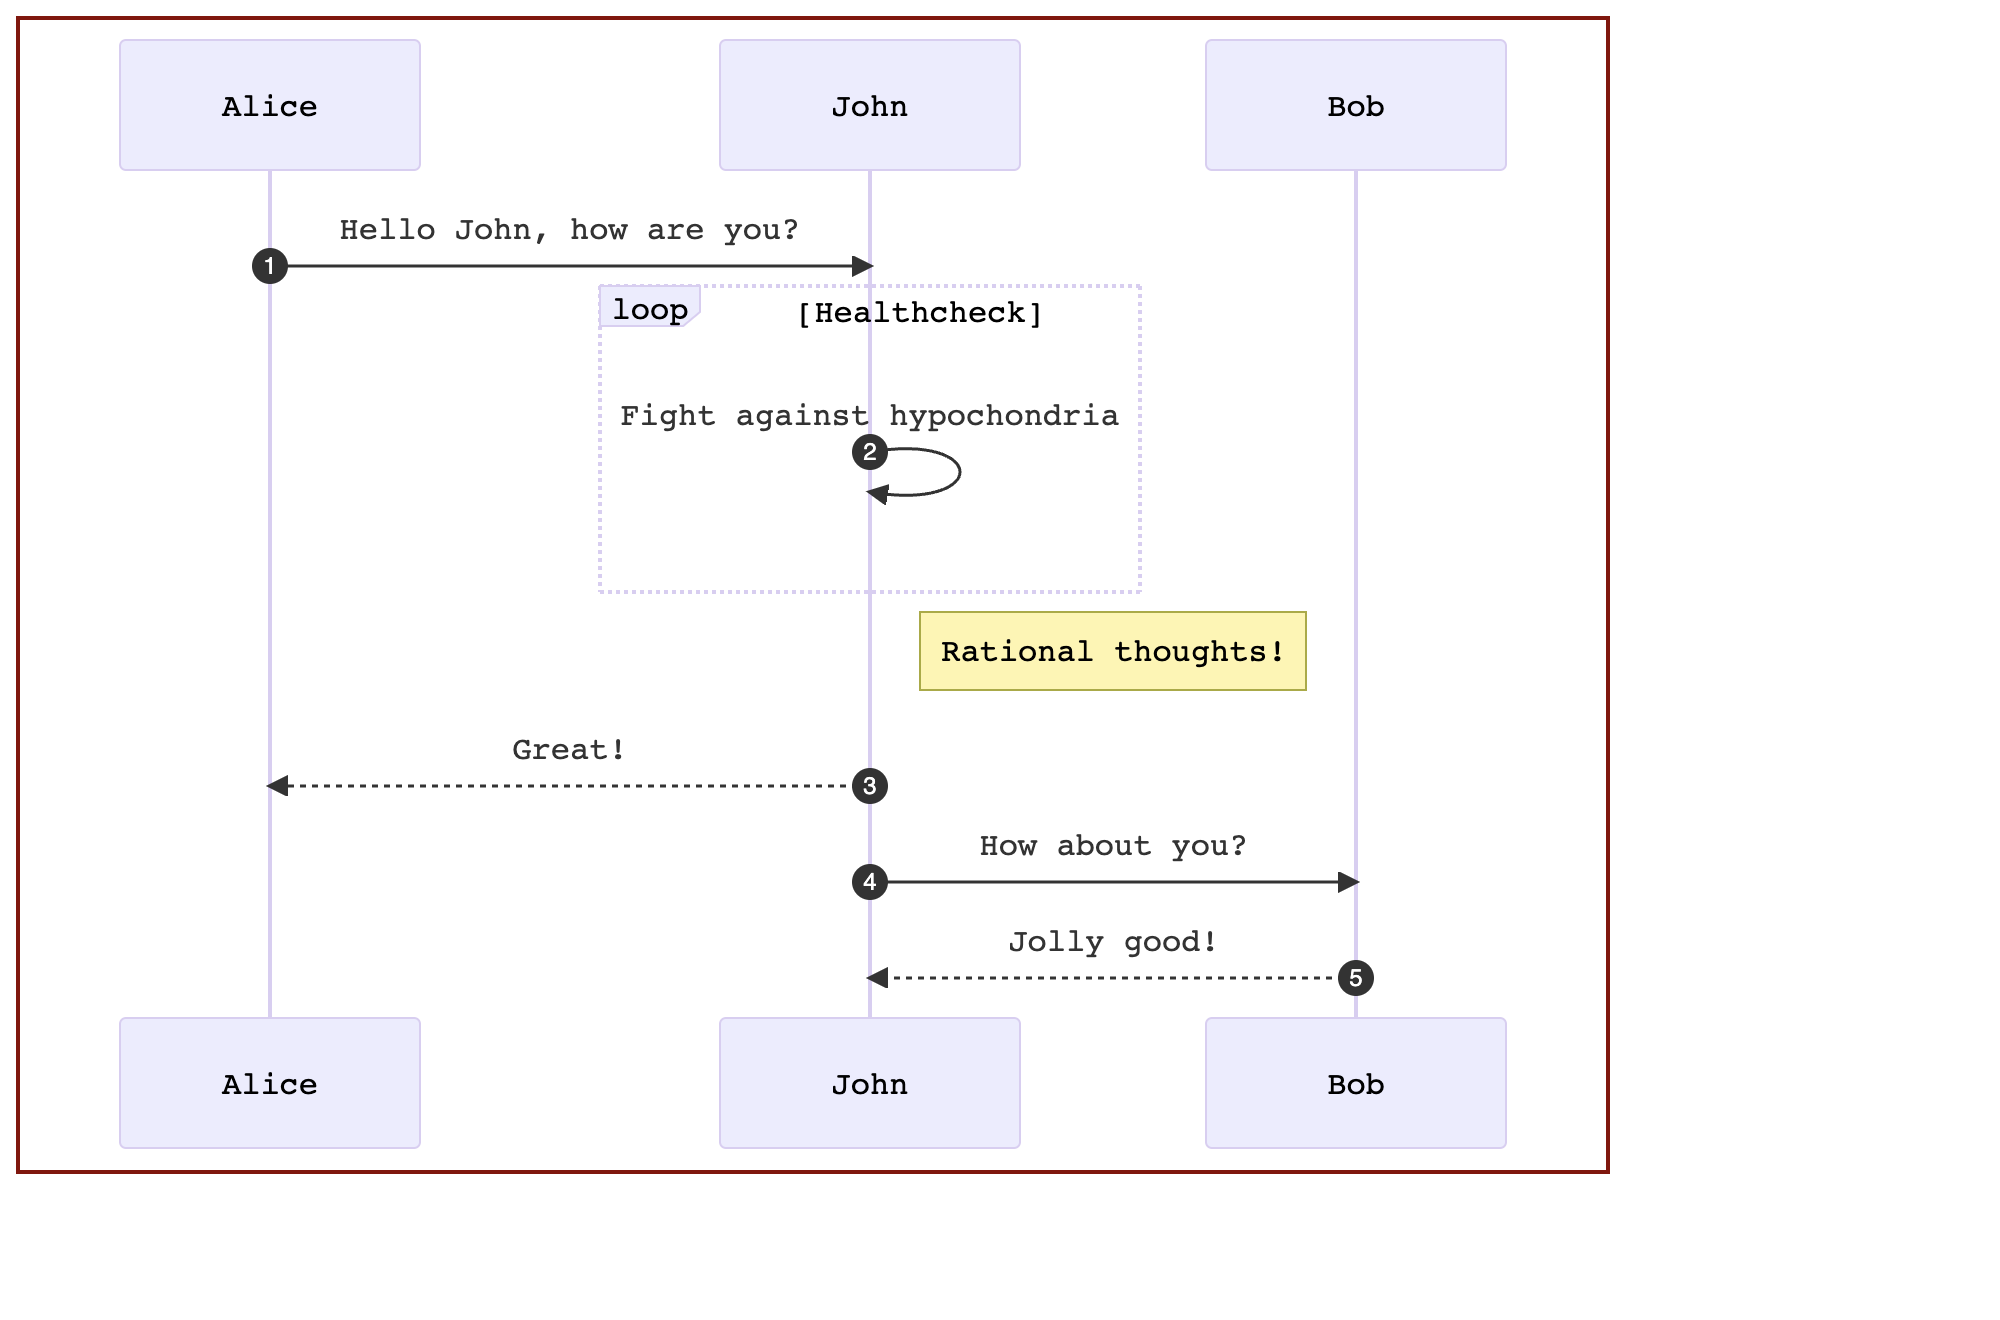 Alice
John
Bob
Hello John, how are you?
1
loop
[Healthcheck]
Fight against hypochondria
2
Rational thoughts!
Great!
3
How about you?
4
Jolly good!
5
Alice
John
Bob